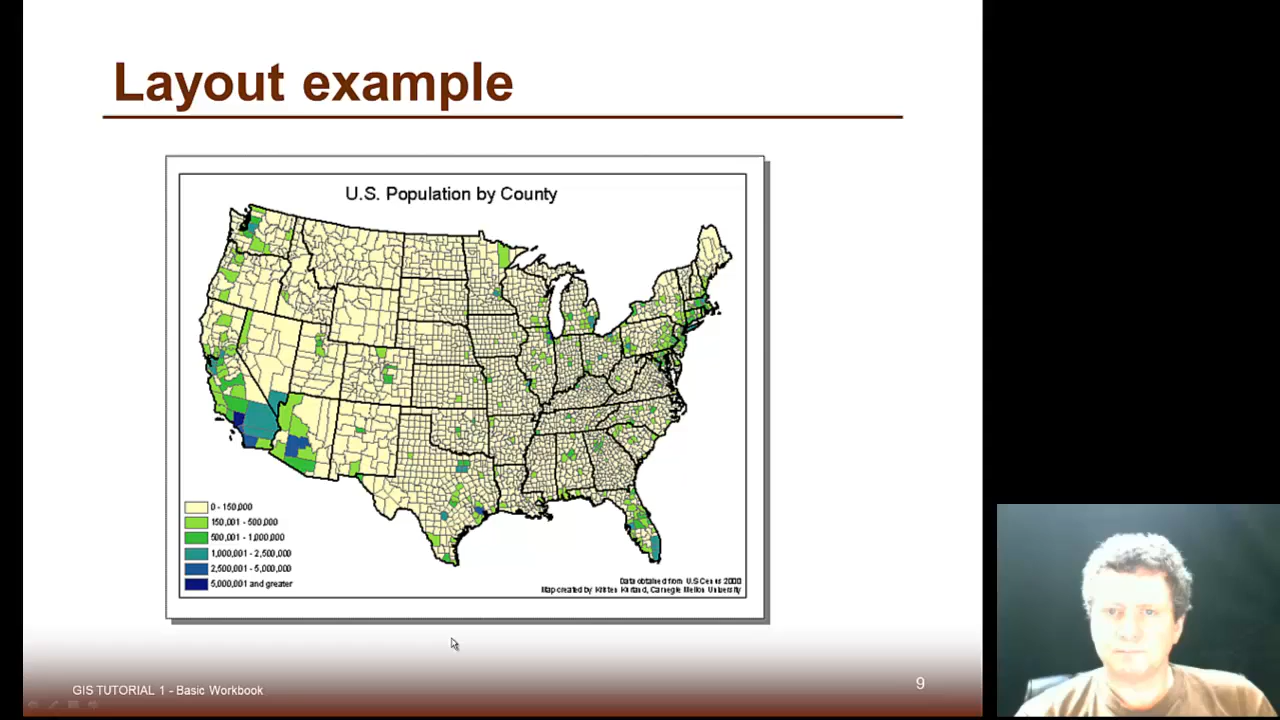 Layout example
U.S. Population by County
0 - 150,000
150,001 - 500,000
500,001 - 1,000,000
1,000,001 - 2,500,000
2,500,001 - 5,000,000
5,000,001 and greater
Data obtained from U.S Cenus 2000
Map created by Kristen Kurland, Carnegie Mellon University
GIS TUTORIAL 1 - Basic Workbook
9